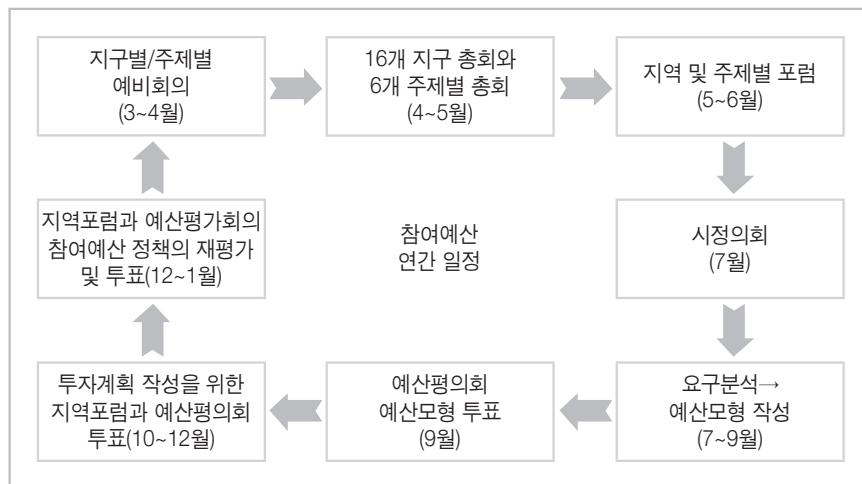 지구별/주제별
예비회의
(3~4월)
16개 지구 총회와
6개 주제별 총회
(4~5월)
지역 및 주제별 포럼
(5~6월)
시정의회
(7월)
요구분석→
예산모형 작성
(7~9월)
예산평의회
예산모형 투표
(9월)
투자계획 작성을 위한
지역포럼과 예산평의회
투표(10~12월)
지역포럼과 예산평가회의
참여예산 정책의 재평가
및 투표(12~1월)
참여예산
연간 일정